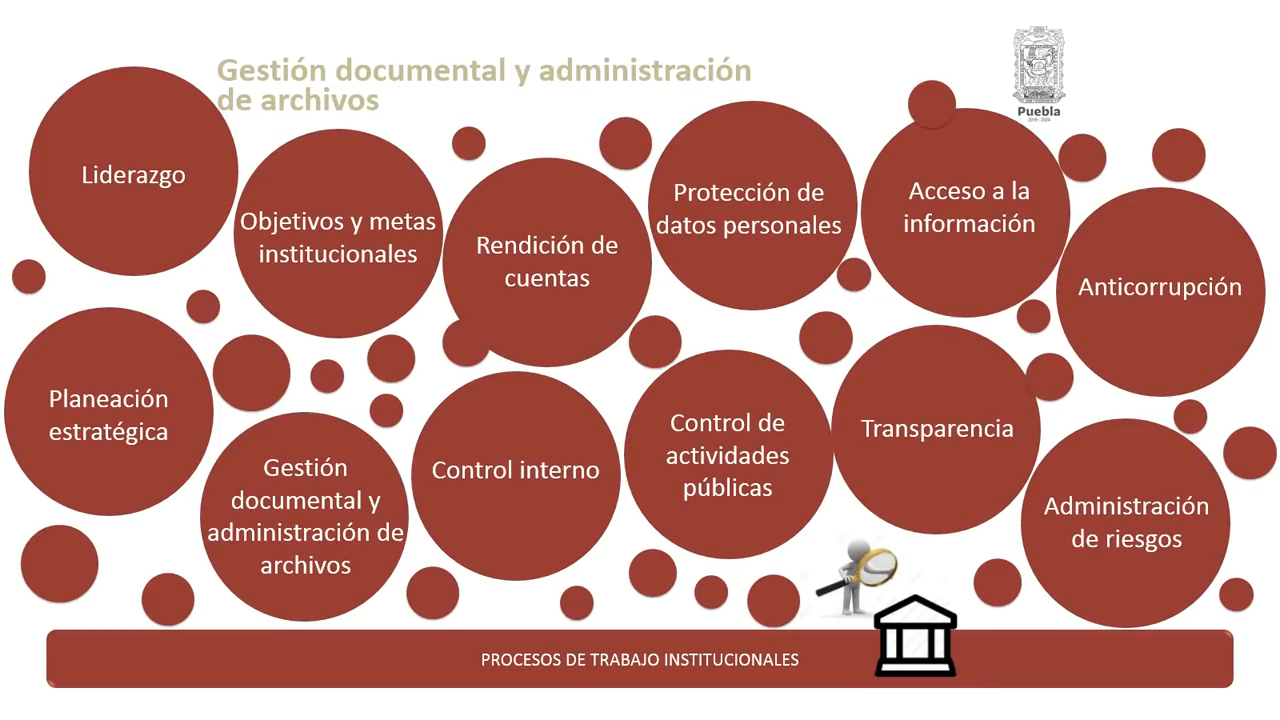 Gestión documental y administración
de archivos
Puebla
Liderazgo
Objetivos y metas
institucionales
Rendición de
cuentas
Protección de
datos personales
Acceso a la
información
Anticorrupción
Planeación
estratégica
Gestión
documental y
administración de
archivos
Control interno
Control de
actividades
públicas
Transparencia
Administración
de riesgos
PROCESOS DE TRABAJO INSTITUCIONALES